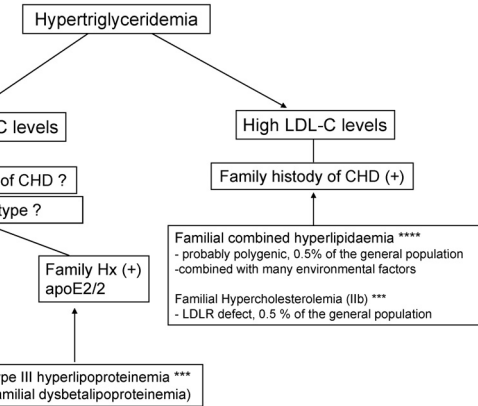 Hypertriglyceridemia
C levels
High LDL-C levels
of CHD ?
type ?
Family histody of CHD (+)
Familial combined hyperlipidaemia ****
- probably polygenic, 0.5% of the general population
-combined with many environmental factors
Familial Hypercholesterolemia (IIb) ***
- LDLR defect, 0.5 % of the general population
Family Hx (+)
apoE2/2
ype III hyperlipoproteinemia ***
amilial dysbetalipoproteinemia)